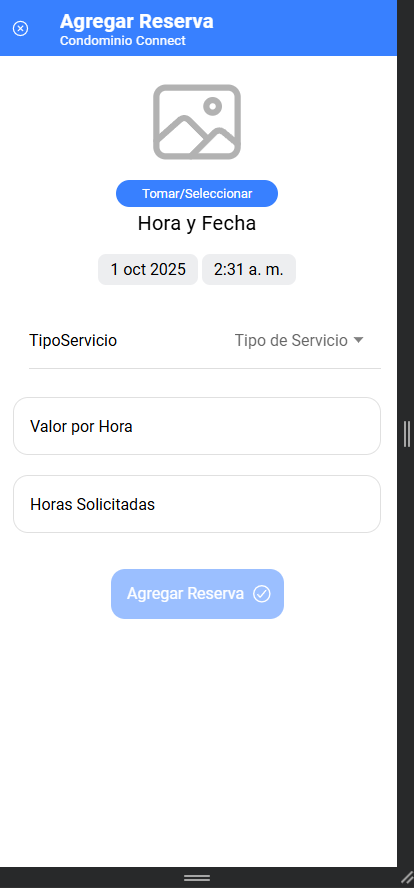 Agregar Reserva
Condominio Connect
Tomar/Seleccionar
Hora y Fecha
1 oct 2025 2:31 a. m.
TipoServicio Tipo de Servicio
Valor por Hora
Horas Solicitadas
Agregar Reserva